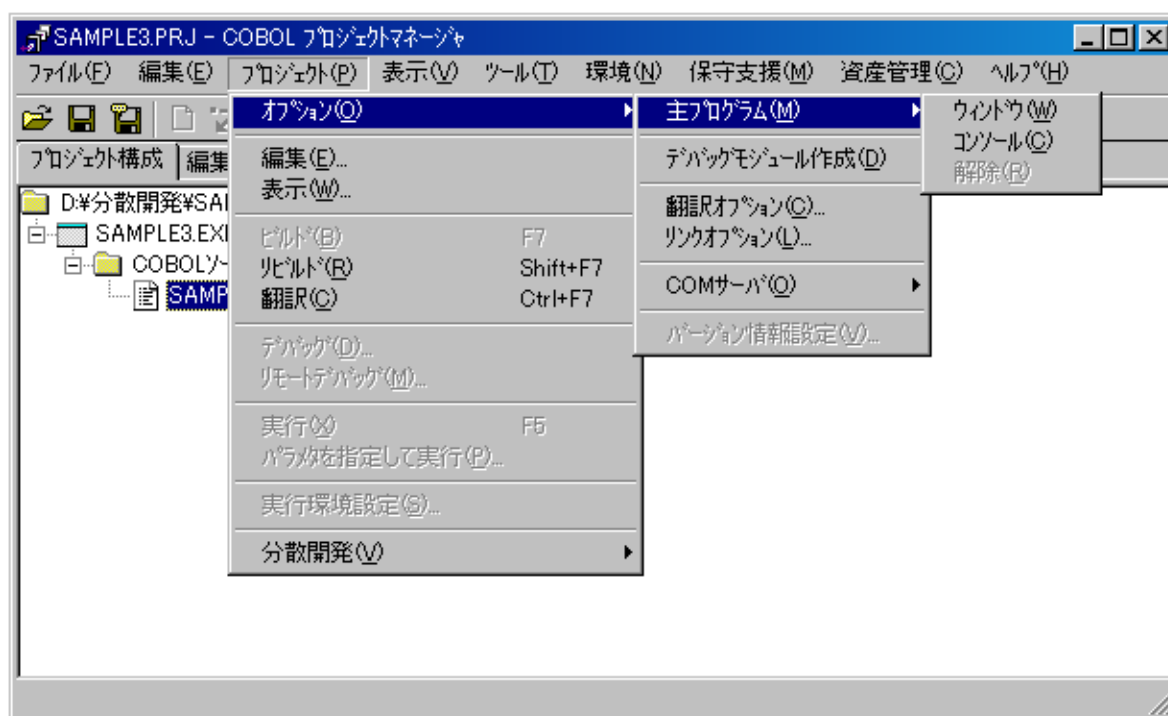 SAMPLE3.PRJ - COBOL ﾌﾟﾛｼﾞｪｸﾄﾏﾈｰｼﾞｬ
ﾌｧｲﾙ(F) 編集(E) ﾌﾟﾛｼﾞｪｸﾄ(P) 表示(V) ﾂｰﾙ(T) 環境(N) 保守支援(M) 資産管理(C) ﾍﾙﾌﾟ(H)
ﾌﾟﾛｼﾞｪｸﾄ構成 編集
D:¥分散開発¥SAM
SAMPLE3.EXE
COBOLｿｰ
SAMP
ｵﾌﾟｼｮﾝ(O)
編集(E)...
表示(W)...
ﾋﾞﾙﾄﾞ(B) F7
ﾘﾋﾞﾙﾄﾞ(R) Shift+F7
翻訳(C) Ctrl+F7
ﾃﾞﾊﾞｯｸﾞ(D)...
ﾘﾓｰﾄﾃﾞﾊﾞｯｸﾞ(M)...
実行(X) F5
ﾊﾟﾗﾒﾀを指定して実行(P)...
実行環境設定(S)...
分散開発(V)
主ﾌﾟﾛｸﾞﾗﾑ(M)
ﾃﾞﾊﾞｯｸﾞﾓｼﾞｭｰﾙ作成(D)
翻訳ｵﾌﾟｼｮﾝ(C)...
ﾘﾝｸｵﾌﾟｼｮﾝ(L)...
COMｻｰﾊﾞ(O)
ﾊﾞｰｼﾞｮﾝ情報設定(V)...
ｳｨﾝﾄﾞｳ(W)
ｺﾝｿｰﾙ(C)
解除(R)